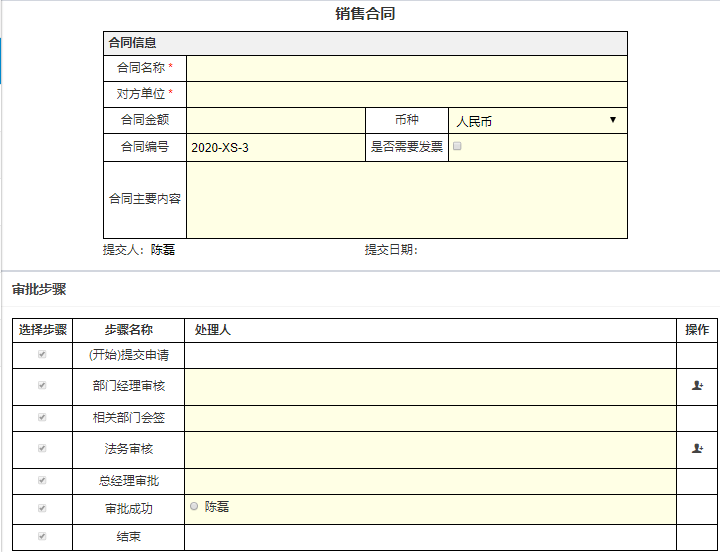 销售合同
合同信息
合同名称 *
对方单位 *
合同金额 币种 人民币
合同编号 2020-XS-3 是否需要发票
合同主要内容
提交人：陈磊 提交日期：
审批步骤
选择步骤 步骤名称 处理人 操作
(开始)提交申请
部门经理审核
相关部门会签
法务审核
总经理审批
审批成功 陈磊
结束